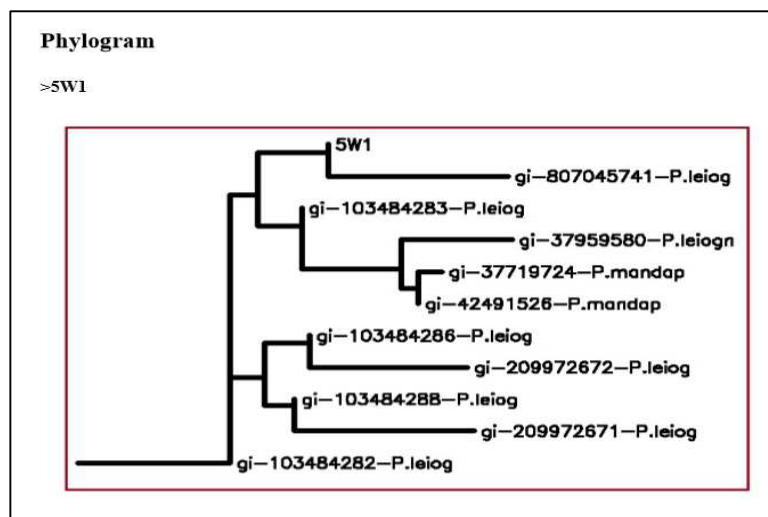 Phylogram
>5W1
5W1
gi-807045741-P.leiog
gi-103484283-P.leiog
gi-37959580-P.leiogn
gi-37719724-P.mandap
gi-42491526-P.mandap
gi-103484286-P.leiog
gi-209972672-P.leiog
gi-103484288-P.leiog
gi-209972671-P.leiog
gi-103484282-P.leiog